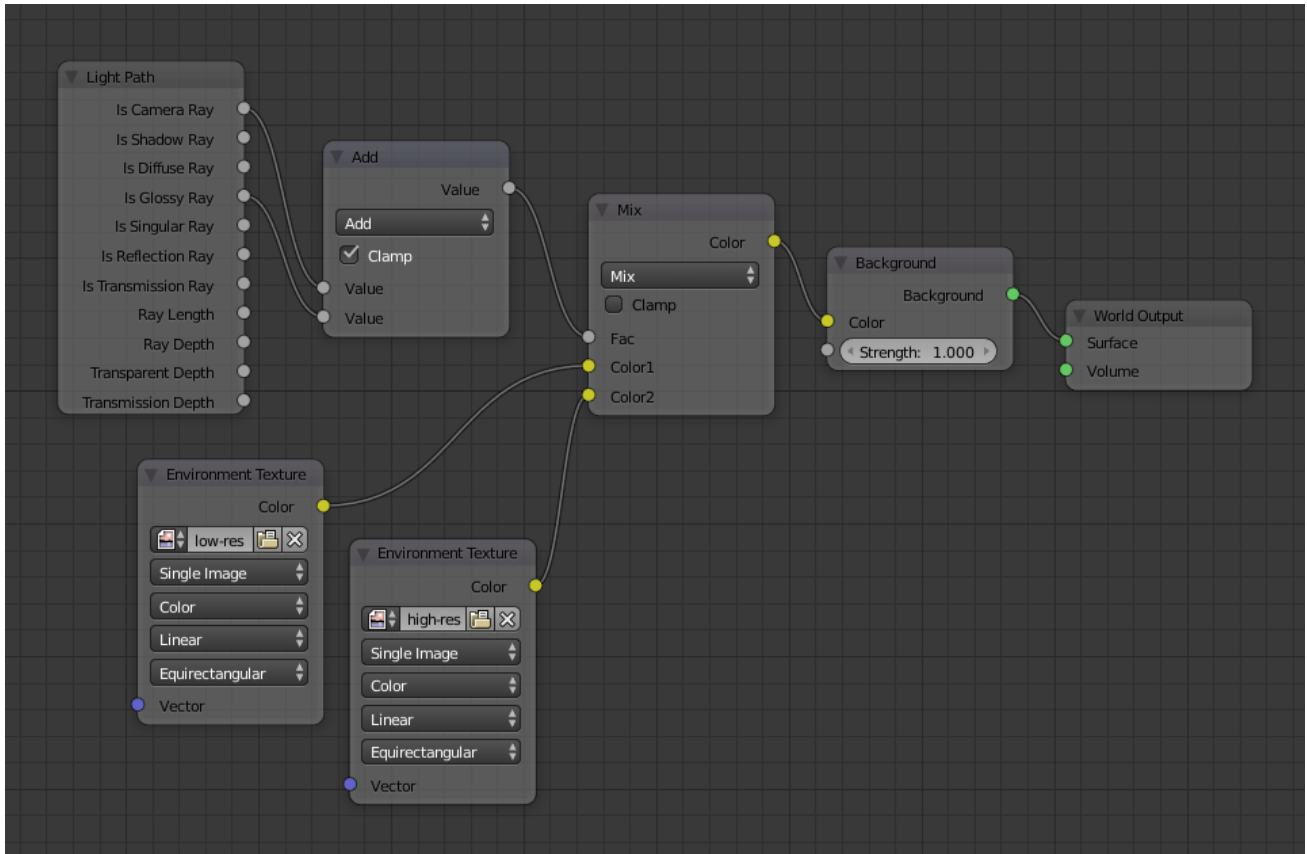 Light Path
Is Camera Ray
Is Shadow Ray
Is Diffuse Ray
Is Glossy Ray
Is Singular Ray
Is Reflection Ray
Is Transmission Ray
Ray Length
Ray Depth
Transparent Depth
Transmission Depth
Add
Value
Add
Clamp
Value
Value
Mix
Color
Mix
Clamp
Fac
Color1
Color2
Background
Background
Color
Strength: 1.000
World Output
Surface
Volume
Environment Texture
Color
low-res
Single Image
Color
Linear
Equirectangular
Vector
Environment Texture
Color
high-res
Single Image
Color
Linear
Equirectangular
Vector